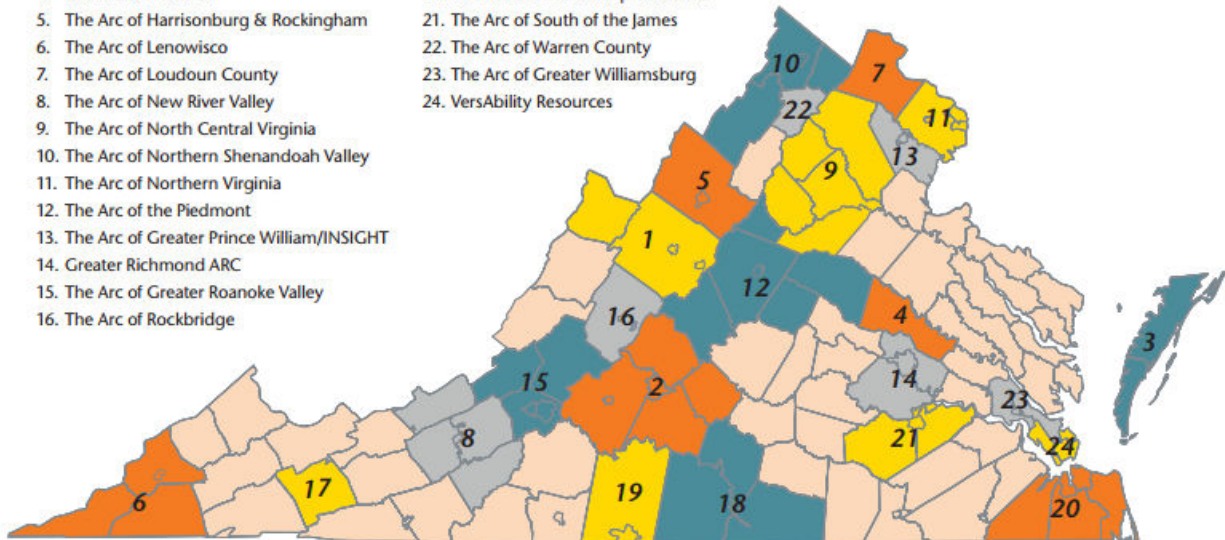 5. The Arc of Harrisonburg & Rockingham
6. The Arc of Lenowisco
7. The Arc of Loudoun County
8. The Arc of New River Valley
9. The Arc of North Central Virginia
10. The Arc of Northern Shenandoah Valley
11. The Arc of Northern Virginia
12. The Arc of the Piedmont
13. The Arc of Greater Prince William/INSIGHT
14. Greater Richmond ARC
15. The Arc of Greater Roanoke Valley
16. The Arc of Rockbridge
21. The Arc of South of the James
22. The Arc of Warren County
23. The Arc of Greater Williamsburg
24. VersAbility Resources
10
7
22
11
13
5
9
1
12
16
4
3
15
2
14
23
8
21
24
17
19
18
6
20